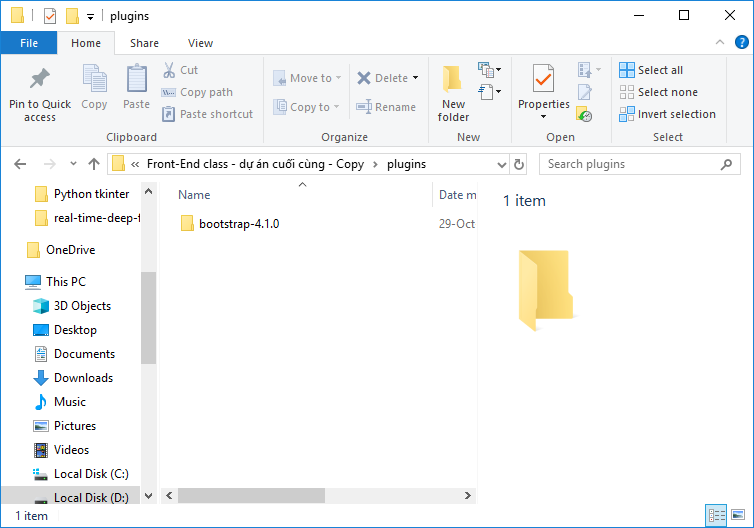 plugins
File Home Share View
Pin to Quick access
Copy
Paste
Cut
Copy path
Paste shortcut
Clipboard
Move to
Copy to
Delete
Rename
Organize
New folder
New
Properties
Open
Select all
Select none
Invert selection
Select
« Front-End class - dự án cuối cùng - Copy > plugins
Search plugins
Python tkinter
real-time-deep-f
OneDrive
This PC
3D Objects
Desktop
Documents
Downloads
Music
Pictures
Videos
Local Disk (C:)
Local Disk (D:)
Name Date m
bootstrap-4.1.0 29-Oct
1 item
1 item